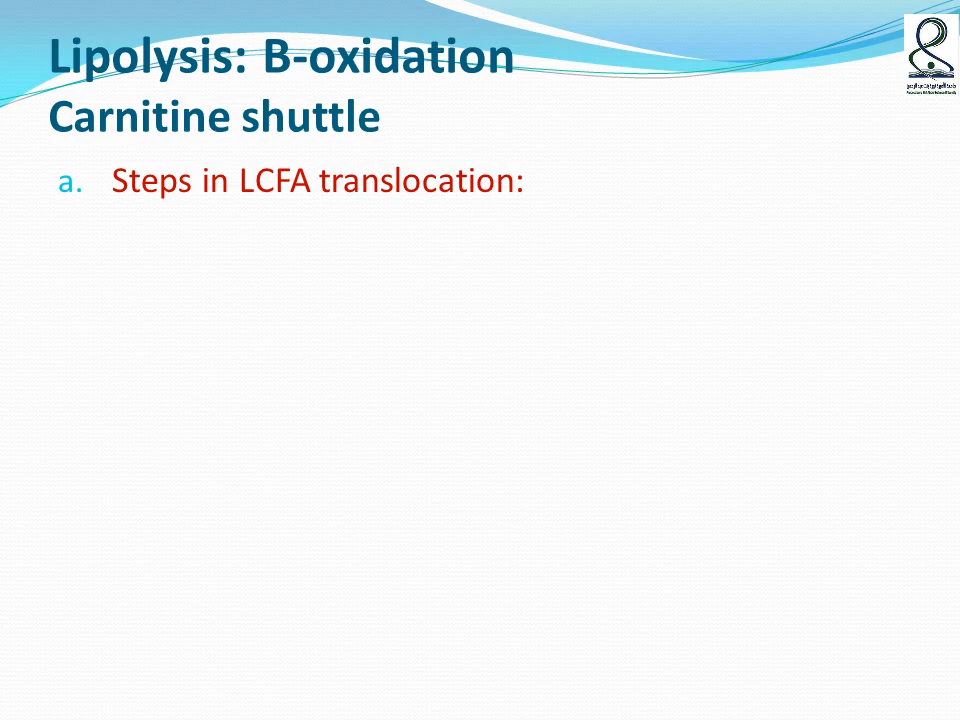 Lipolysis: B-oxidation
Carnitine shuttle
a. Steps in LCFA translocation: